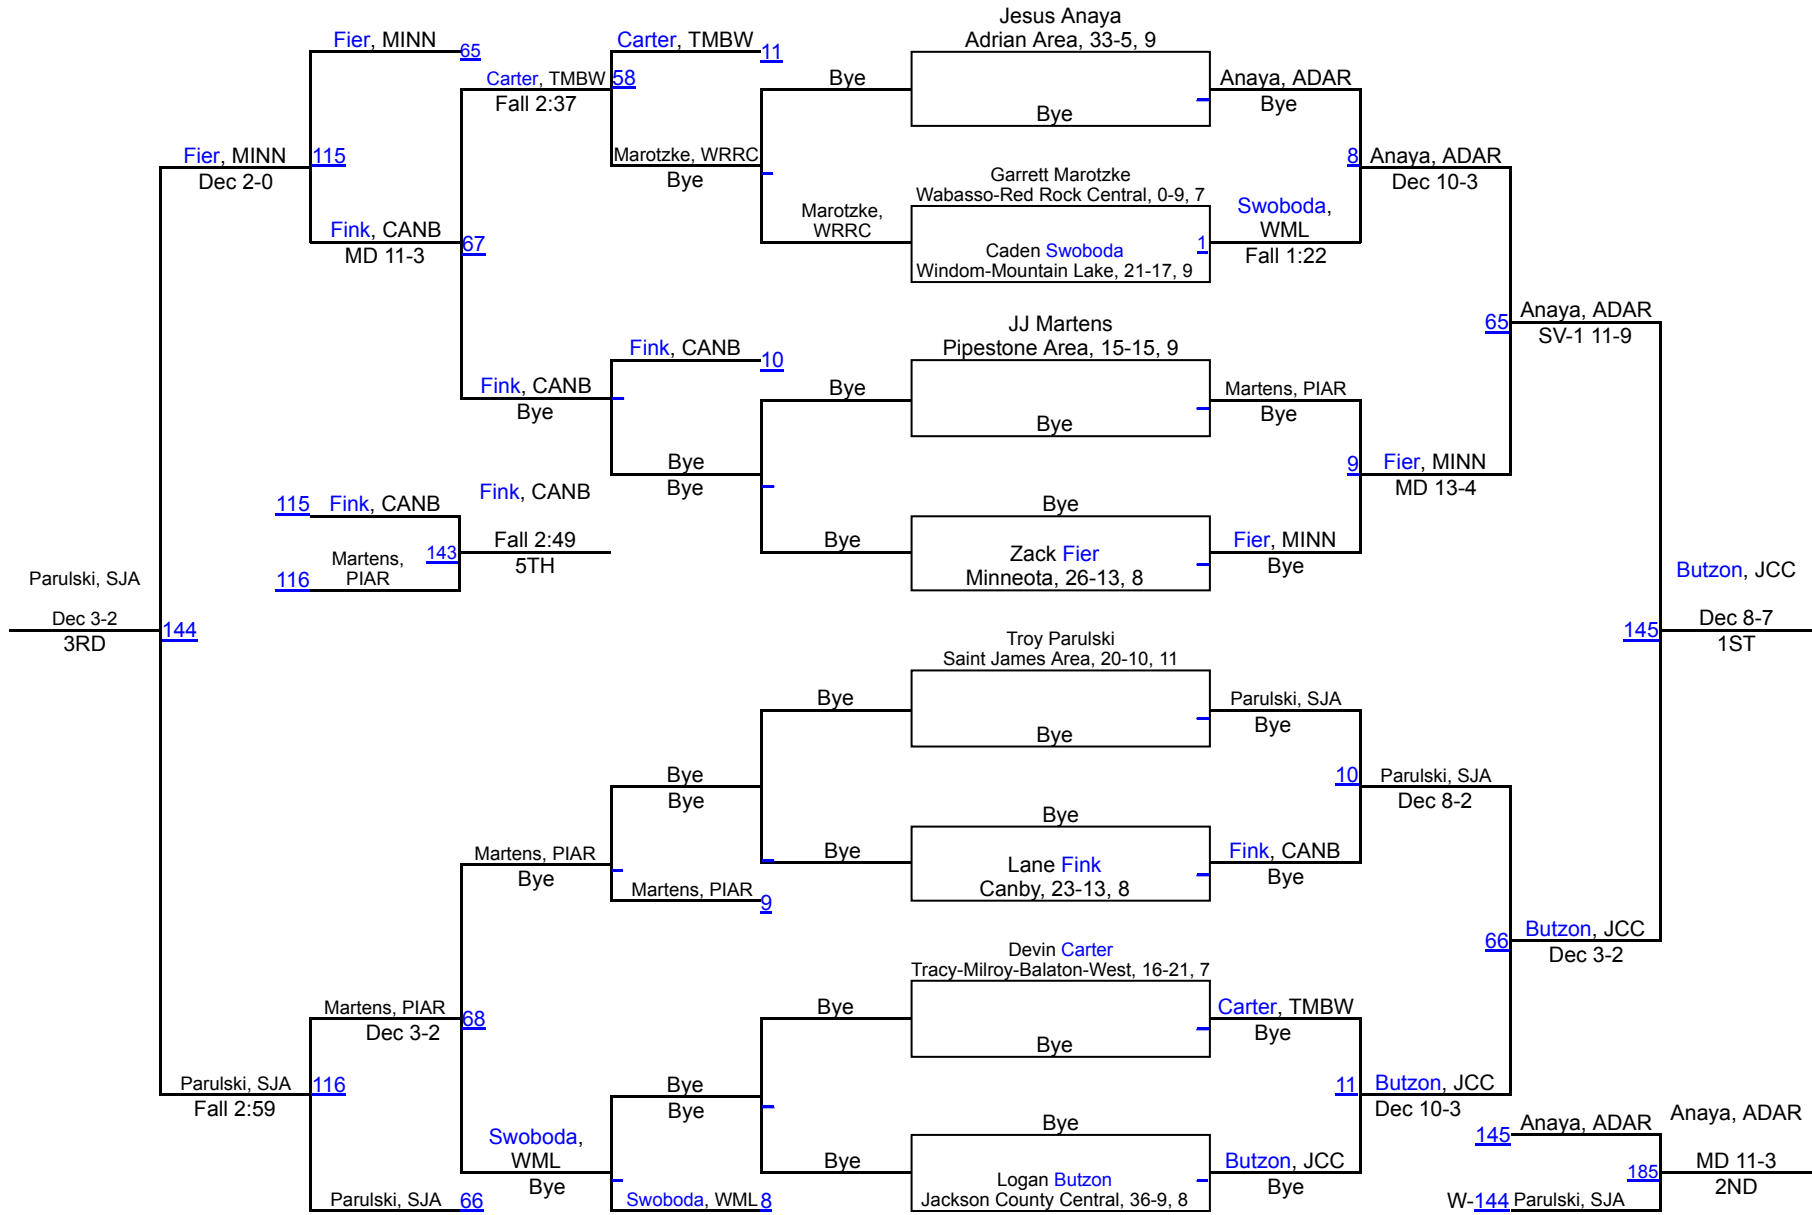 Jesus Anaya
Adrian Area, 33-5, 9
Bye
Garrett Marotzke
Wabasso-Red Rock Central, 0-9, 7
Caden Swoboda
Windom-Mountain Lake, 21-17, 9
1
JJ Martens
Pipestone Area, 15-15, 9
Bye
Bye
Zack Fier
Minneota, 26-13, 8
Troy Parulski
Saint James Area, 20-10, 11
Bye
Bye
Lane Fink
Canby, 23-13, 8
Devin Carter
Tracy-Milroy-Balaton-West, 16-21, 7
Bye
Bye
Logan Butzon
Jackson County Central, 36-9, 8
Anaya, ADAR
Bye
Swoboda,
WML
Fall 1:22
Martens, PIAR
Bye
Fier, MINN
Bye
Parulski, SJA
Bye
Fink, CANB
Bye
Carter, TMBW
Bye
Butzon, JCC
Bye
8
Anaya, ADAR
Dec 10-3
9
Fier, MINN
MD 13-4
10
Parulski, SJA
Dec 8-2
11
Butzon, JCC
Dec 10-3
65
Anaya, ADAR
SV-1 11-9
66
Butzon, JCC
Dec 3-2
145
Butzon, JCC
Dec 8-7
1ST
145
Anaya, ADAR
W-144
Parulski, SJA
185
Anaya, ADAR
MD 11-3
2ND
Bye
Marotzke,
WRRC
Bye
Bye
Bye
Bye
Bye
Bye
Carter, TMBW
11
Marotzke, WRRC
Bye
Fink, CANB
10
Bye
Bye
Bye
Bye
Martens, PIAR
9
Bye
Bye
Swoboda, WML
8
Carter, TMBW
58
Fall 2:37
Fink, CANB
Bye
Martens, PIAR
Bye
Swoboda,
WML
Bye
Fier, MINN
65
Fink, CANB
67
MD 11-3
Martens, PIAR
68
Dec 3-2
Parulski, SJA
66
Fier, MINN
115
Dec 2-0
Parulski, SJA
116
Fall 2:59
115
Fink, CANB
116
Martens,
PIAR
143
Fink, CANB
Fall 2:49
5TH
Parulski, SJA
Dec 3-2
144
3RD